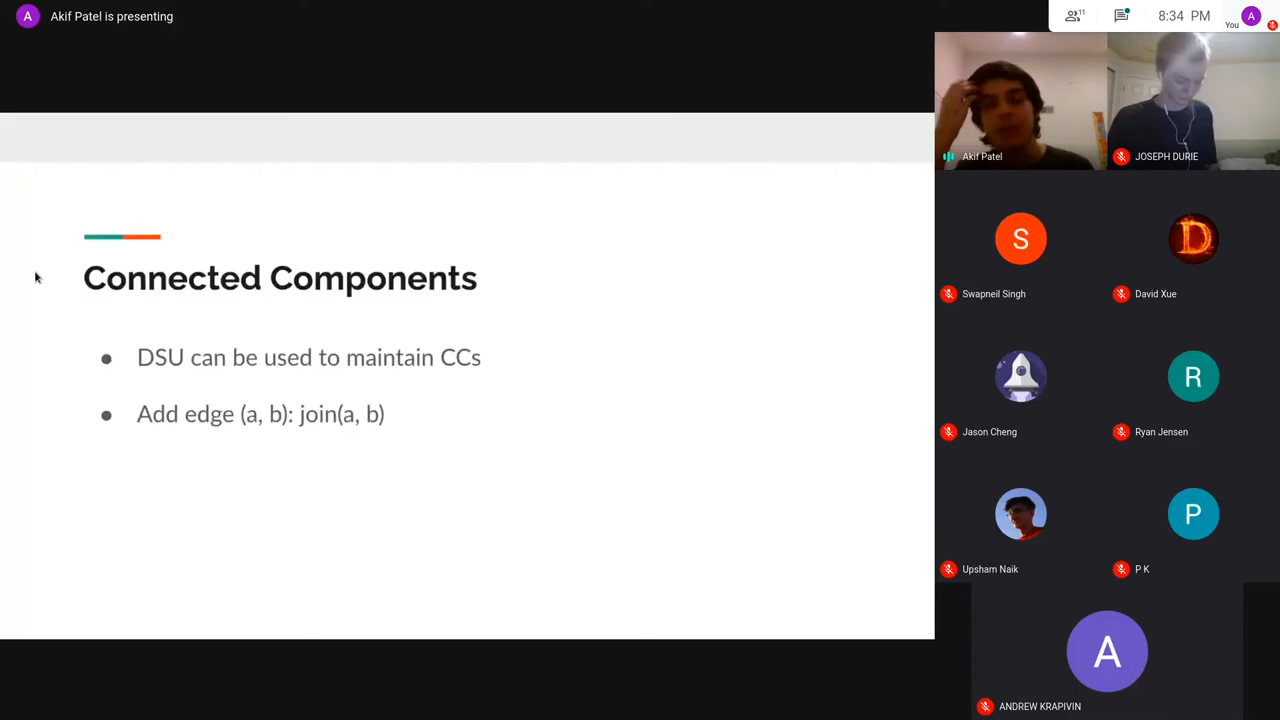 A
Akif Patel is presenting
11
8:34 PM
You
A
Connected Components
DSU can be used to maintain CCs
Add edge (a, b): join(a, b)
Akif Patel
JOSEPH DURIE
S
Swapneil Singh
D
David Xue
Jason Cheng
R
Ryan Jensen
Upsham Naik
P
P K
A
ANDREW KRAPIVIN